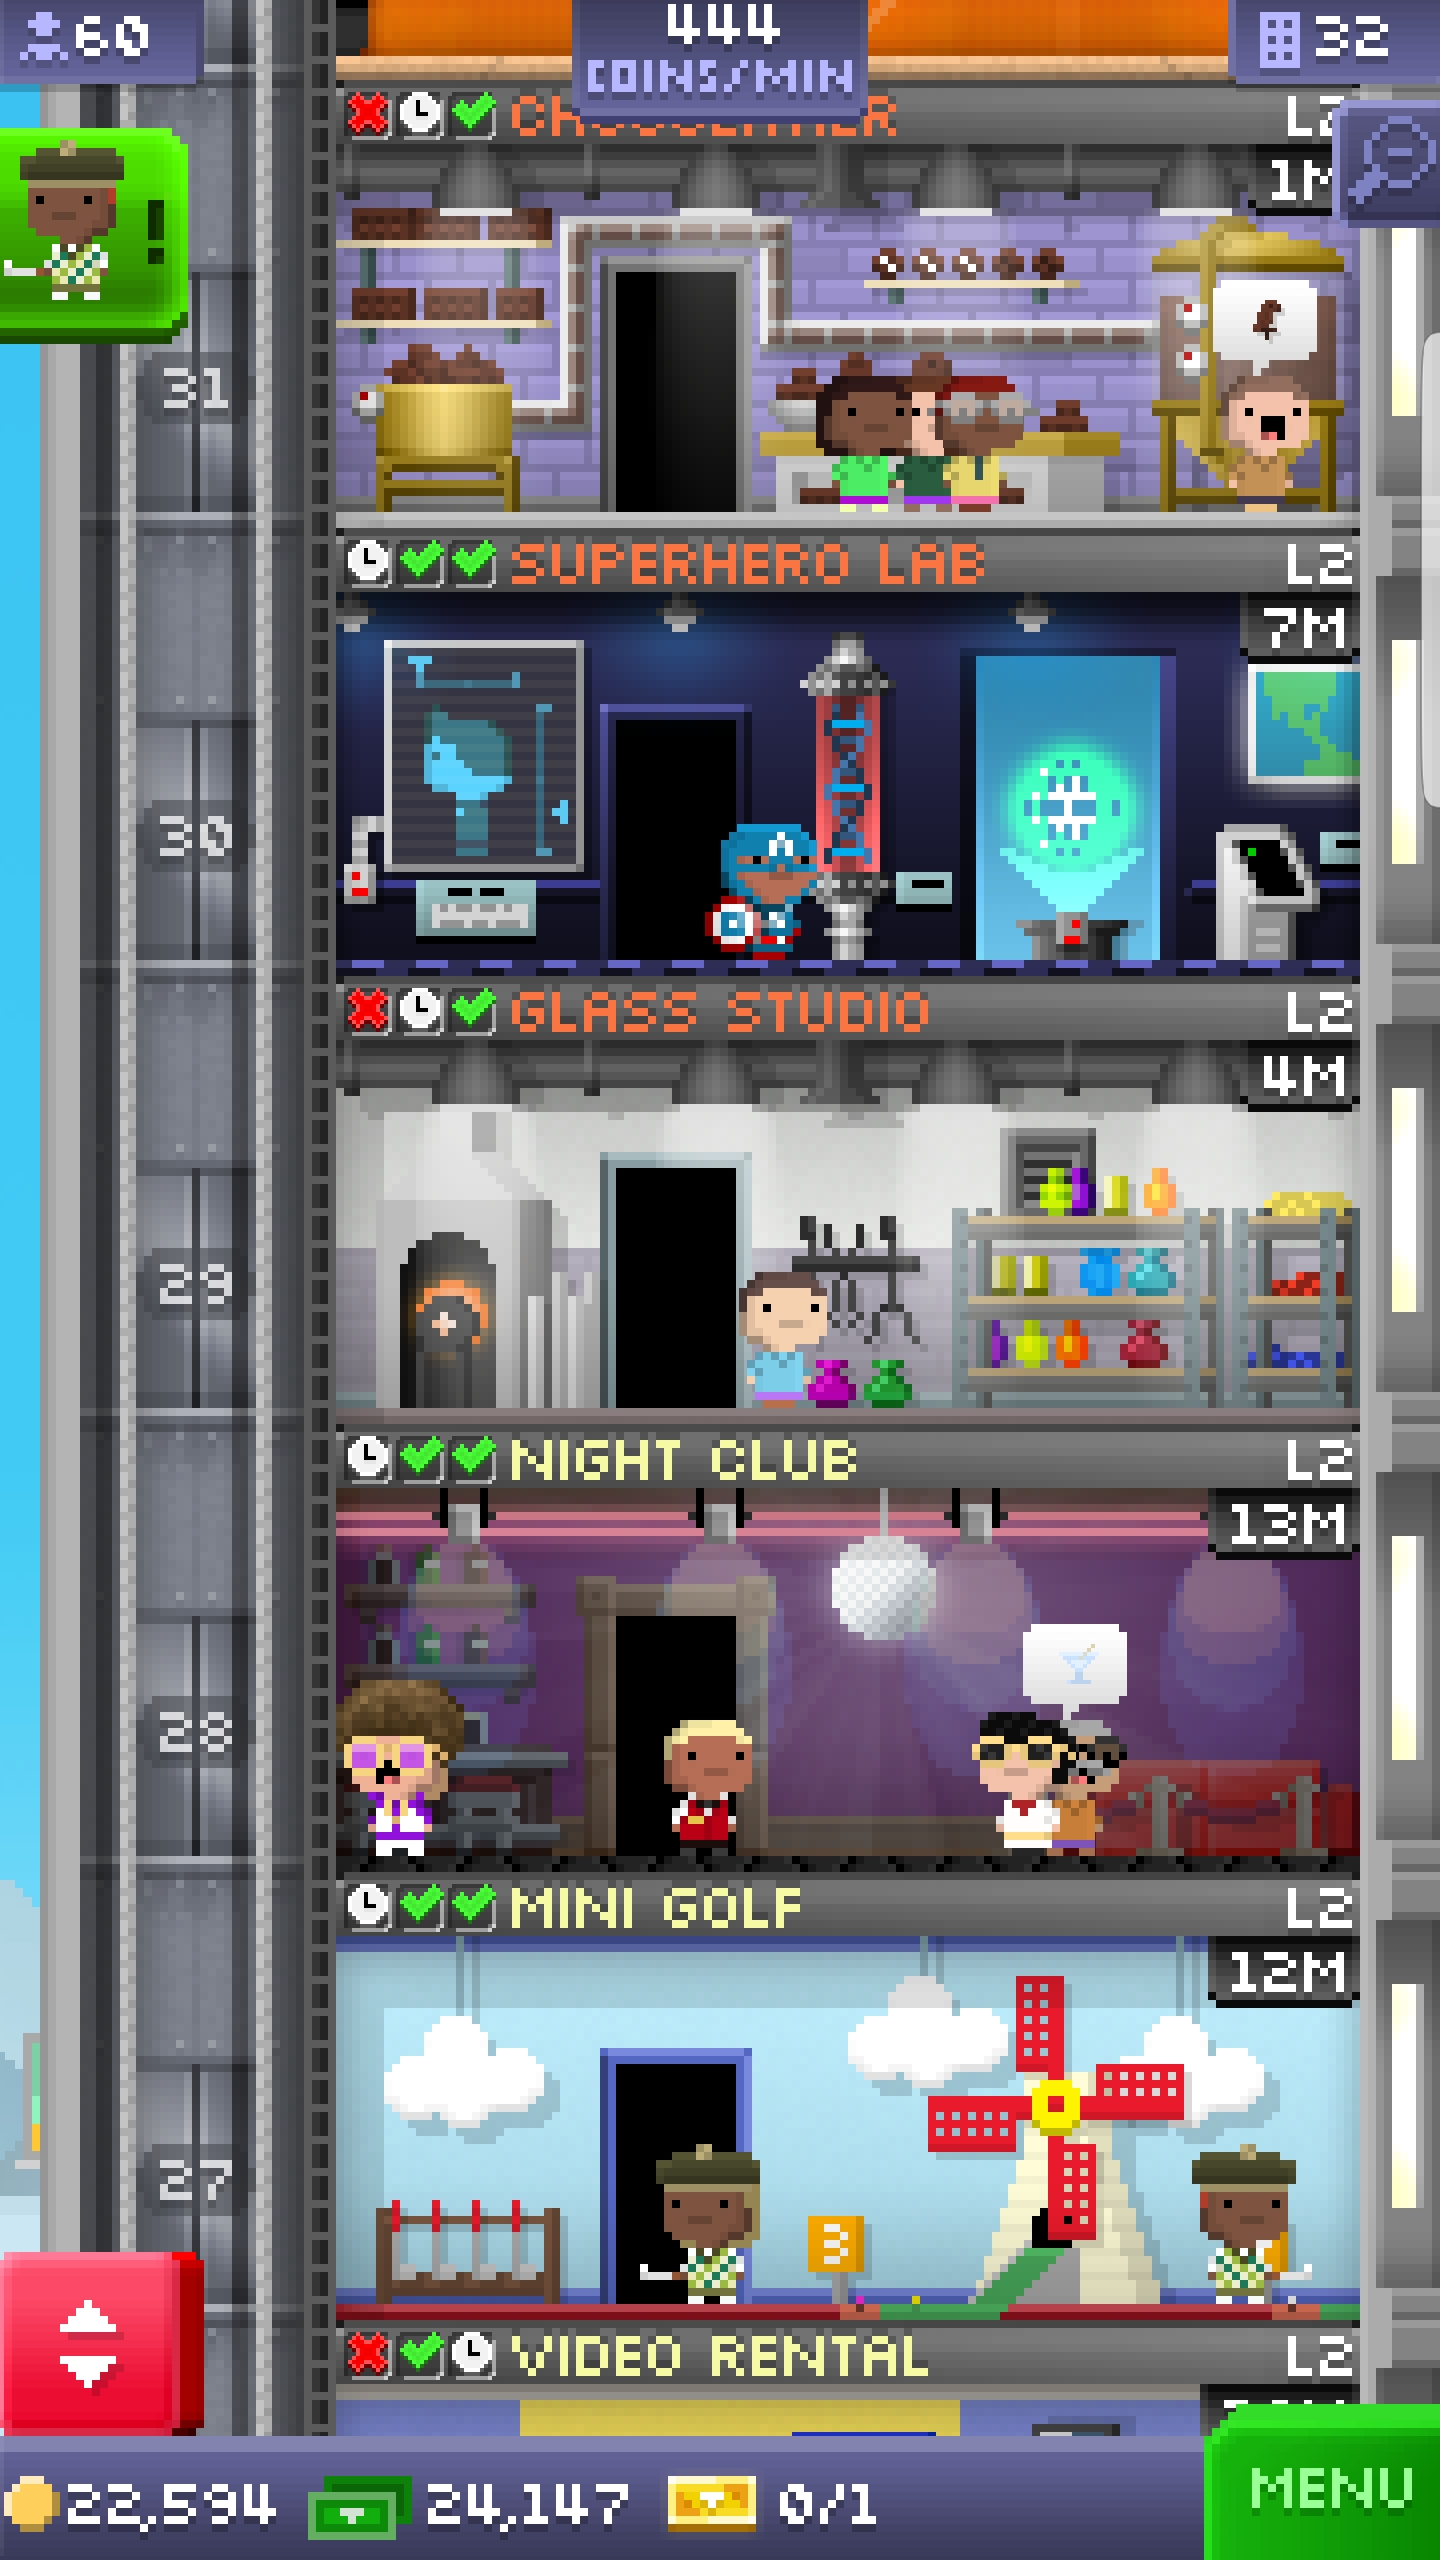 60
444
COINS/MIN
32
L2
1M
!
31
SUPERHERO LAB L2
7M
30
GLASS STUDIO L2
4M
29
NIGHT CLUB L2
13M
28
MINI GOLF L2
12M
27
3
VIDEO RENTAL L2
22,594 24,147 0/1
MENU